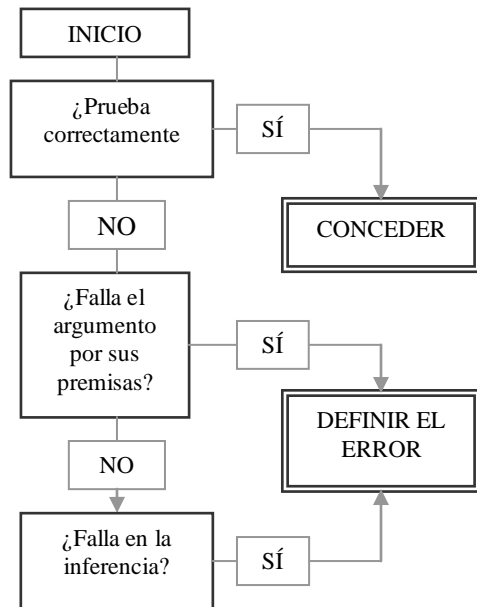 INICIO
¿Prueba
correctamente
SÍ
NO
CONCEDER
¿Falla el
argumento
por sus
premisas?
SÍ
NO
DEFINIR EL
ERROR
¿Falla en la
inferencia?
SÍ